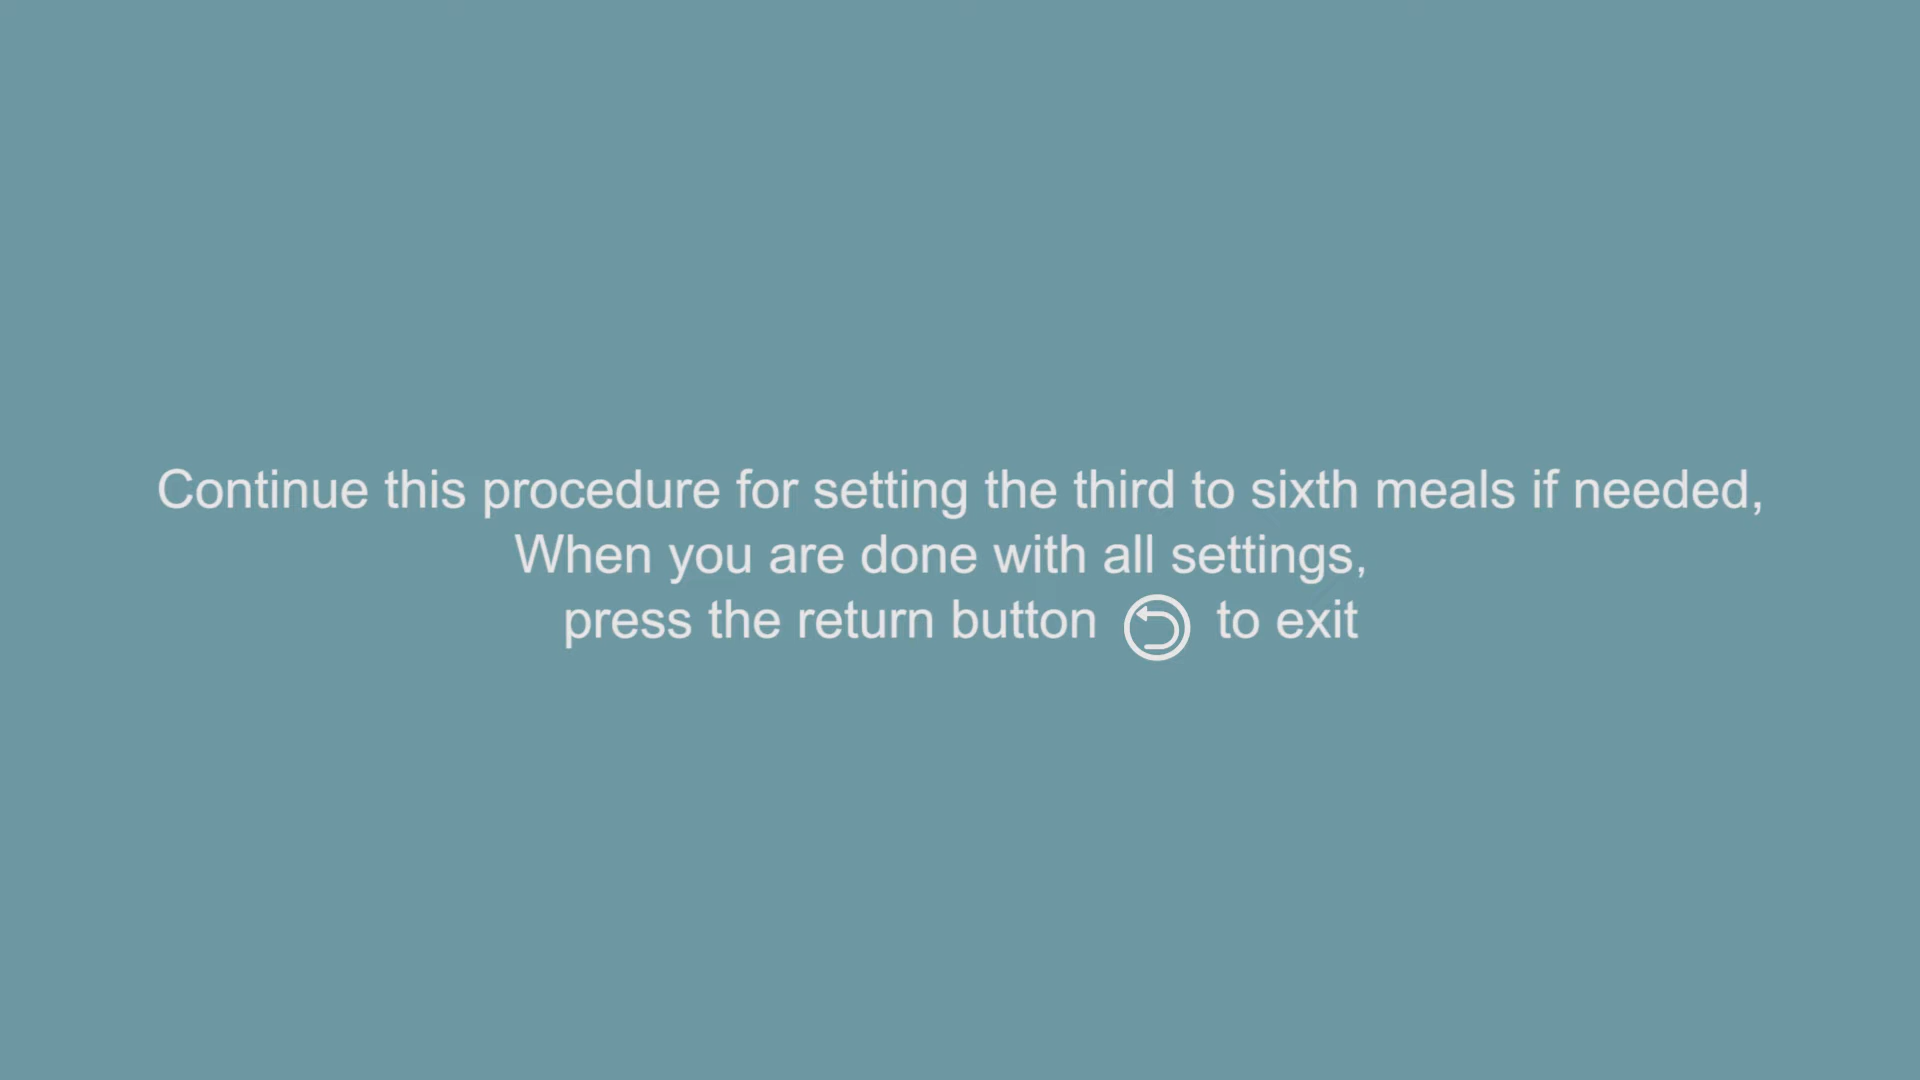 Continue this procedure for setting the third to sixth meals if needed,
When you are done with all settings,
press the return button to exit